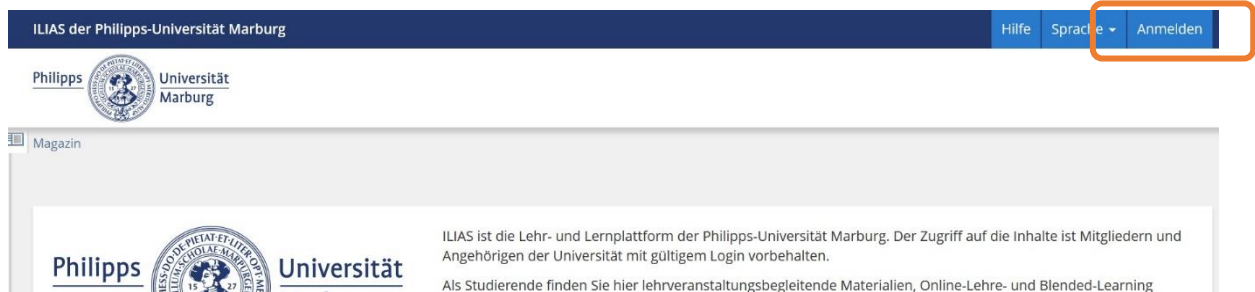 ILIAS der Philipps-Universität Marburg
Hilfe Sprache Anmelden
Philipps Universität
Marburg
Magazin
ILIAS ist die Lehr- und Lernplattform der Philipps-Universität Marburg. Der Zugriff auf die Inhalte ist Mitgliedern und
Angehörigen der Universität mit gültigem Login vorbehalten.
Philipps Universität
15 27
Als Studierende finden Sie hier lehrveranstaltungsbegleitende Materialien, Online-Lehre- und Blended-Learning